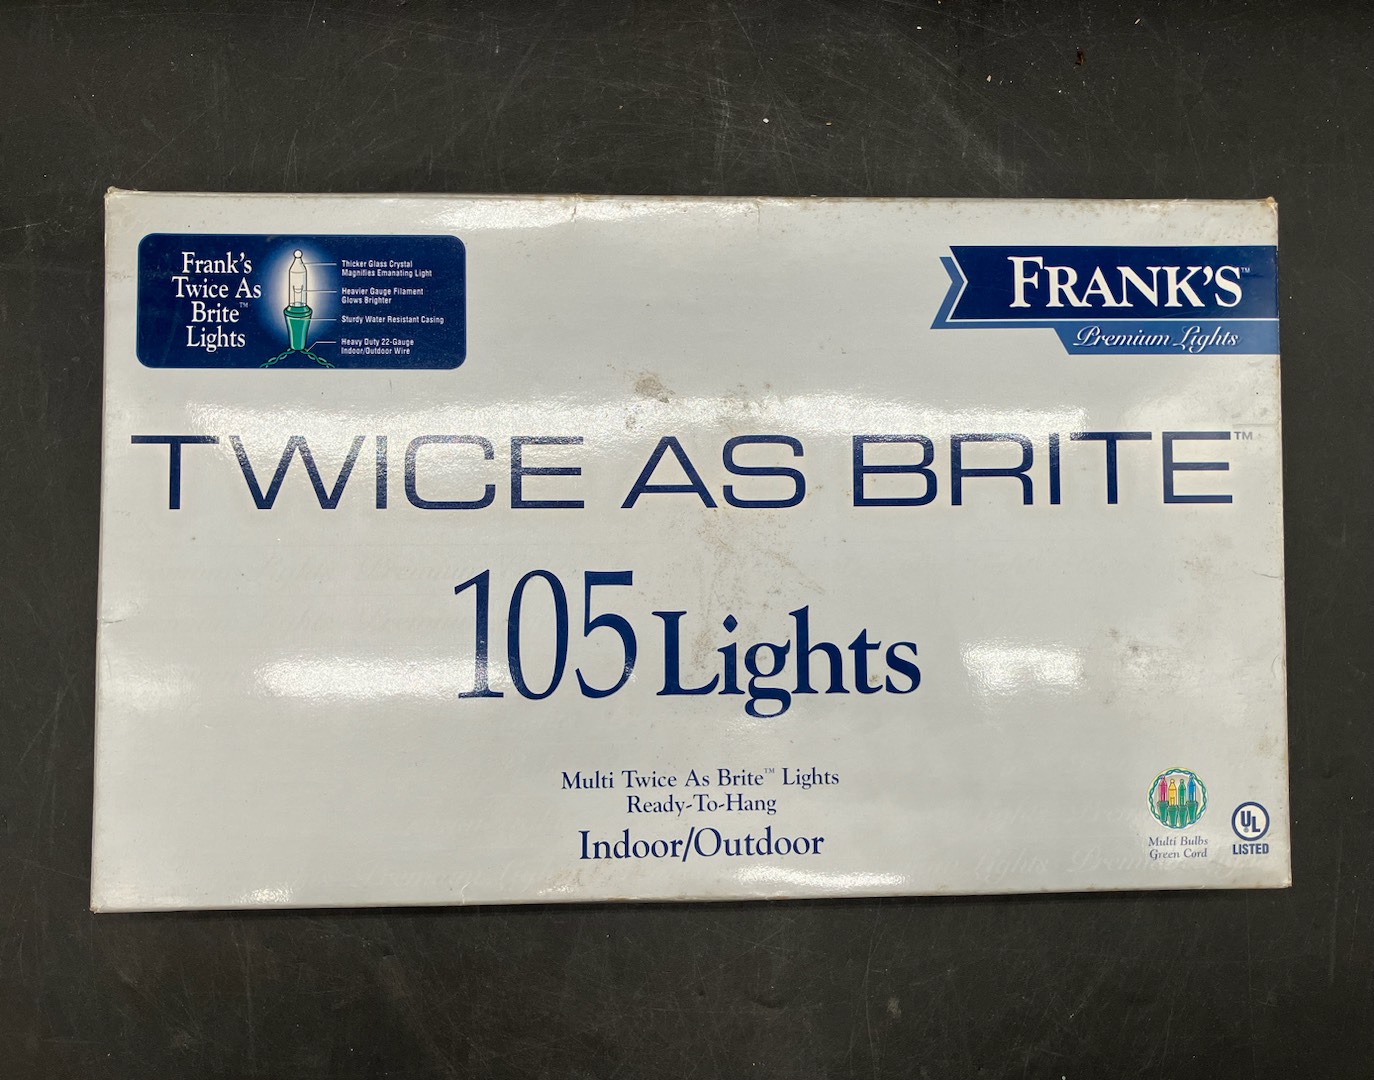 Frank's
Twice As
Brite™
Lights
Thicker Glass Crystal
Magnifies Emanating Light
Heavier Gauge Filament
Glows Brighter
Sturdy Water Resistant Casing
Heavy Duty 22-Gauge
Indoor/Outdoor Wire
FRANK'S™
Premium Lights
TWICE AS BRITE™
105 Lights
Multi Twice As Brite™ Lights
Ready-To-Hang
Indoor/Outdoor
Multi Bulbs
Green Cord
UL
LISTED